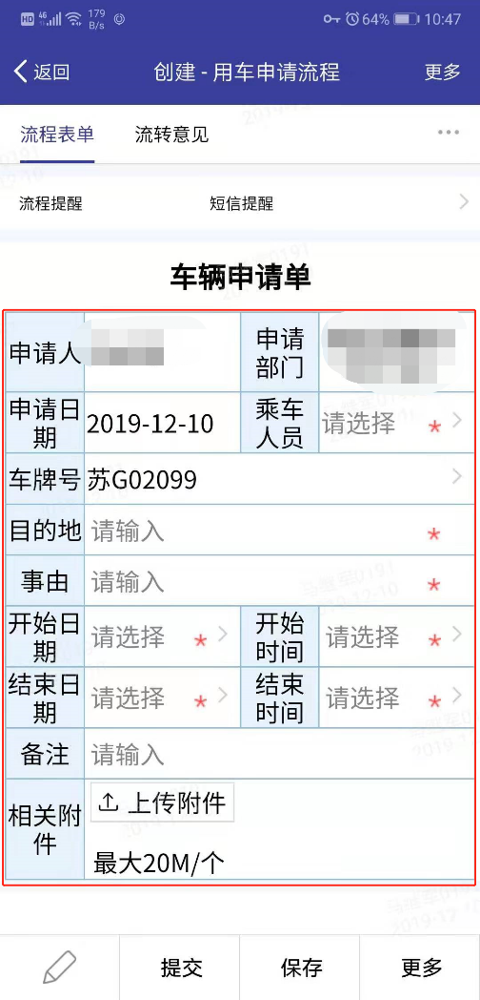 HD 4G 179 B/s 64% 10:47
返回 创建 - 用车申请流程 更多
流程表单 流转意见
流程提醒 短信提醒
车辆申请单
申请人 申请部门
申请日期 2019-12-10 乘车人员 请选择 *
车牌号 苏G02099
目的地 请输入 *
事由 请输入 *
开始日期 请选择 * 开始时间 请选择 *
结束日期 请选择 * 结束时间 请选择 *
备注 请输入
相关附件 上传附件
最大20M/个
提交 保存 更多